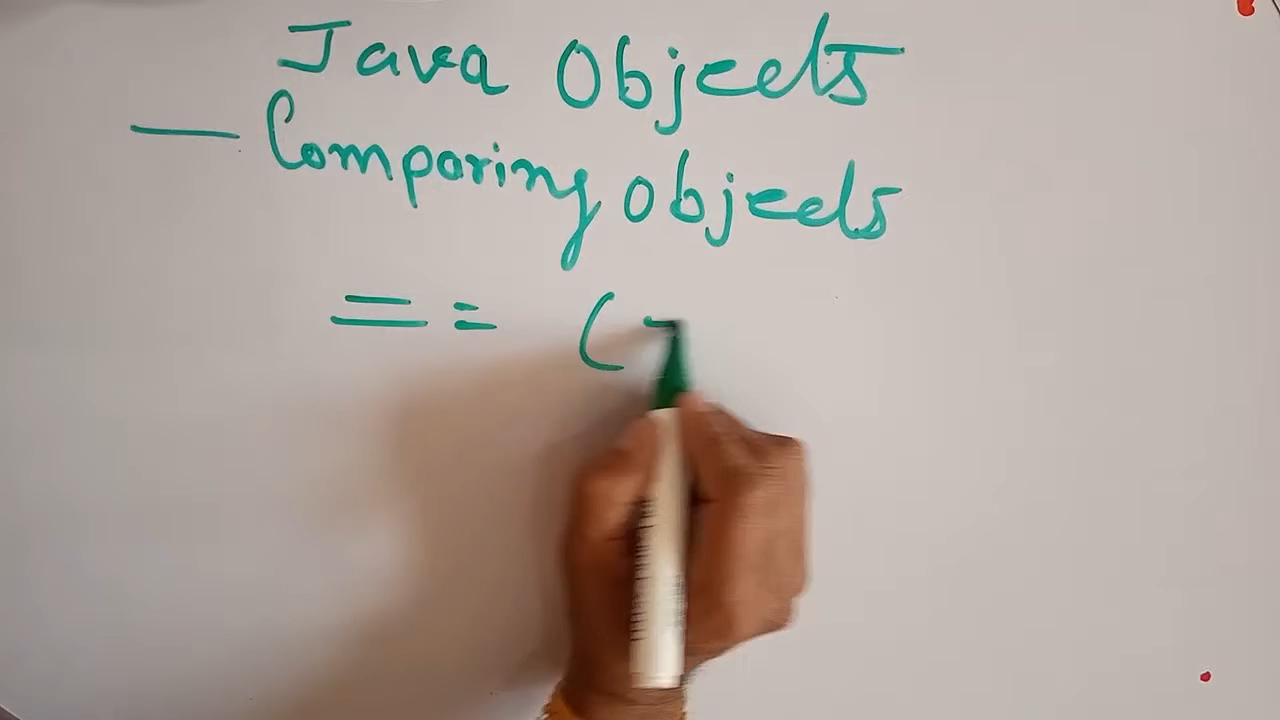 Java Objects
— Comparing objects
== (